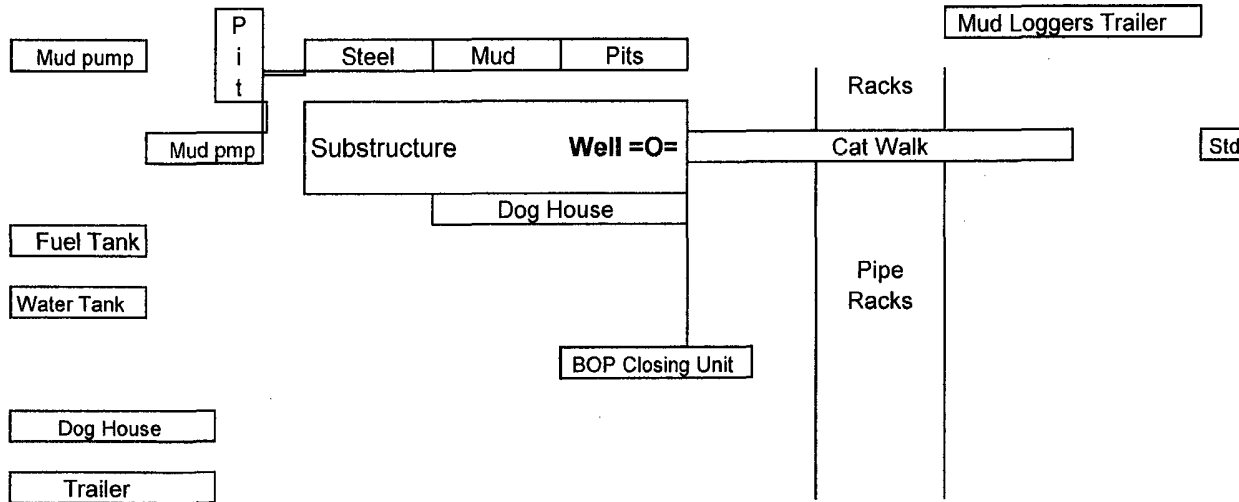 Mud Loggers Trailer
Mud pump
P
i
t
Steel Mud Pits
Racks
Mud pmp
Substructure Well =O=
Cat Walk
Std
Dog House
Fuel Tank
Pipe
Racks
Water Tank
BOP Closing Unit
Dog House
Trailer